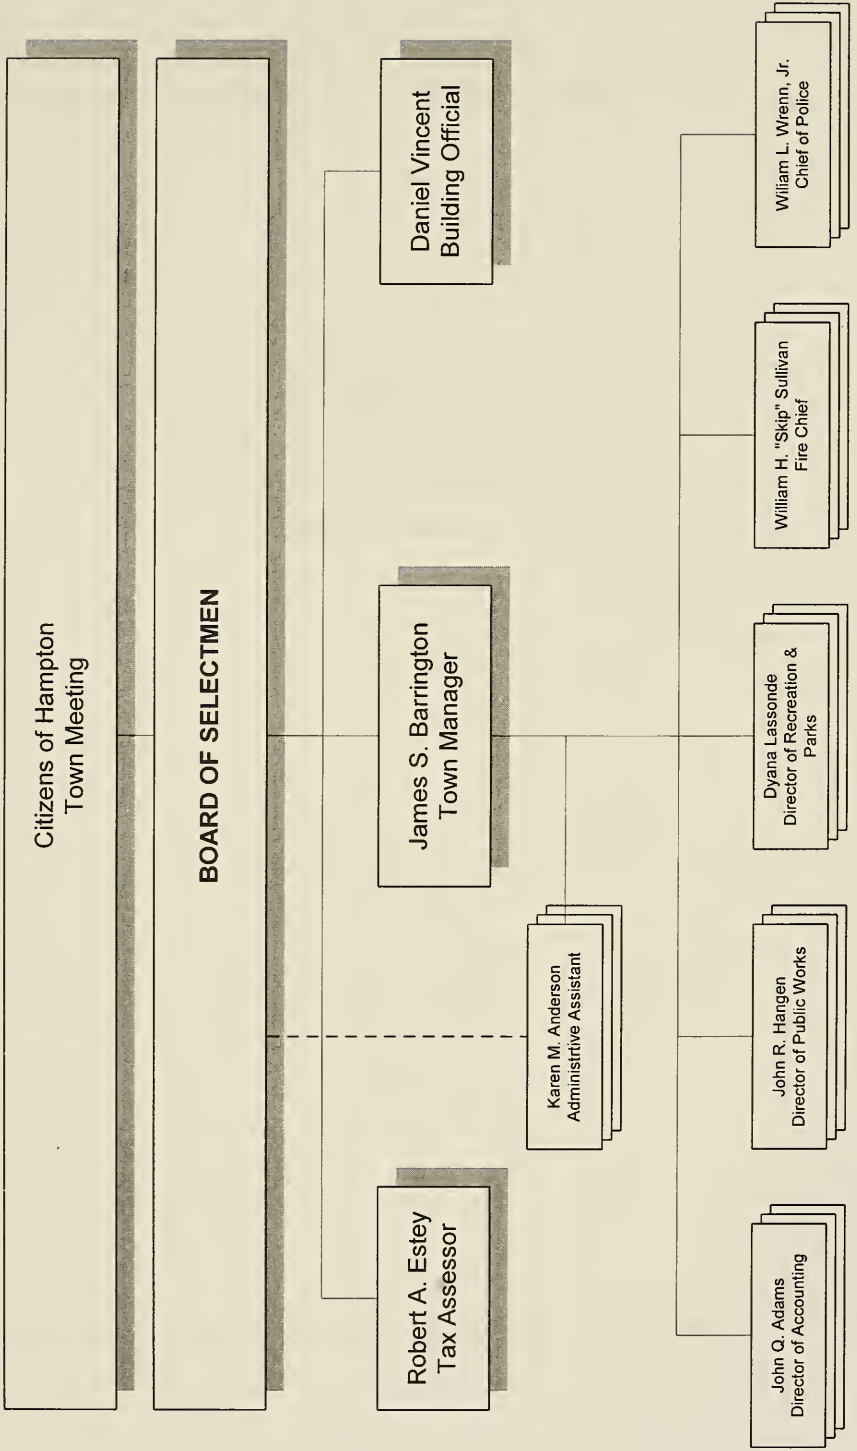 Citizens of Hampton
Town Meeting
BOARD OF SELECTMEN
Robert A. Estey
Tax Assessor
James S. Barrington
Town Manager
Daniel Vincent
Building Official
Karen M. Anderson
Administrtive Assistant
John Q. Adams
Director of Accounting
John R. Hangen
Director of Public Works
Dyana Lassonde
Director of Recreation &
Parks
William H. "Skip" Sullivan
Fire Chief
Wiliam L. Wrenn, Jr.
Chief of Police